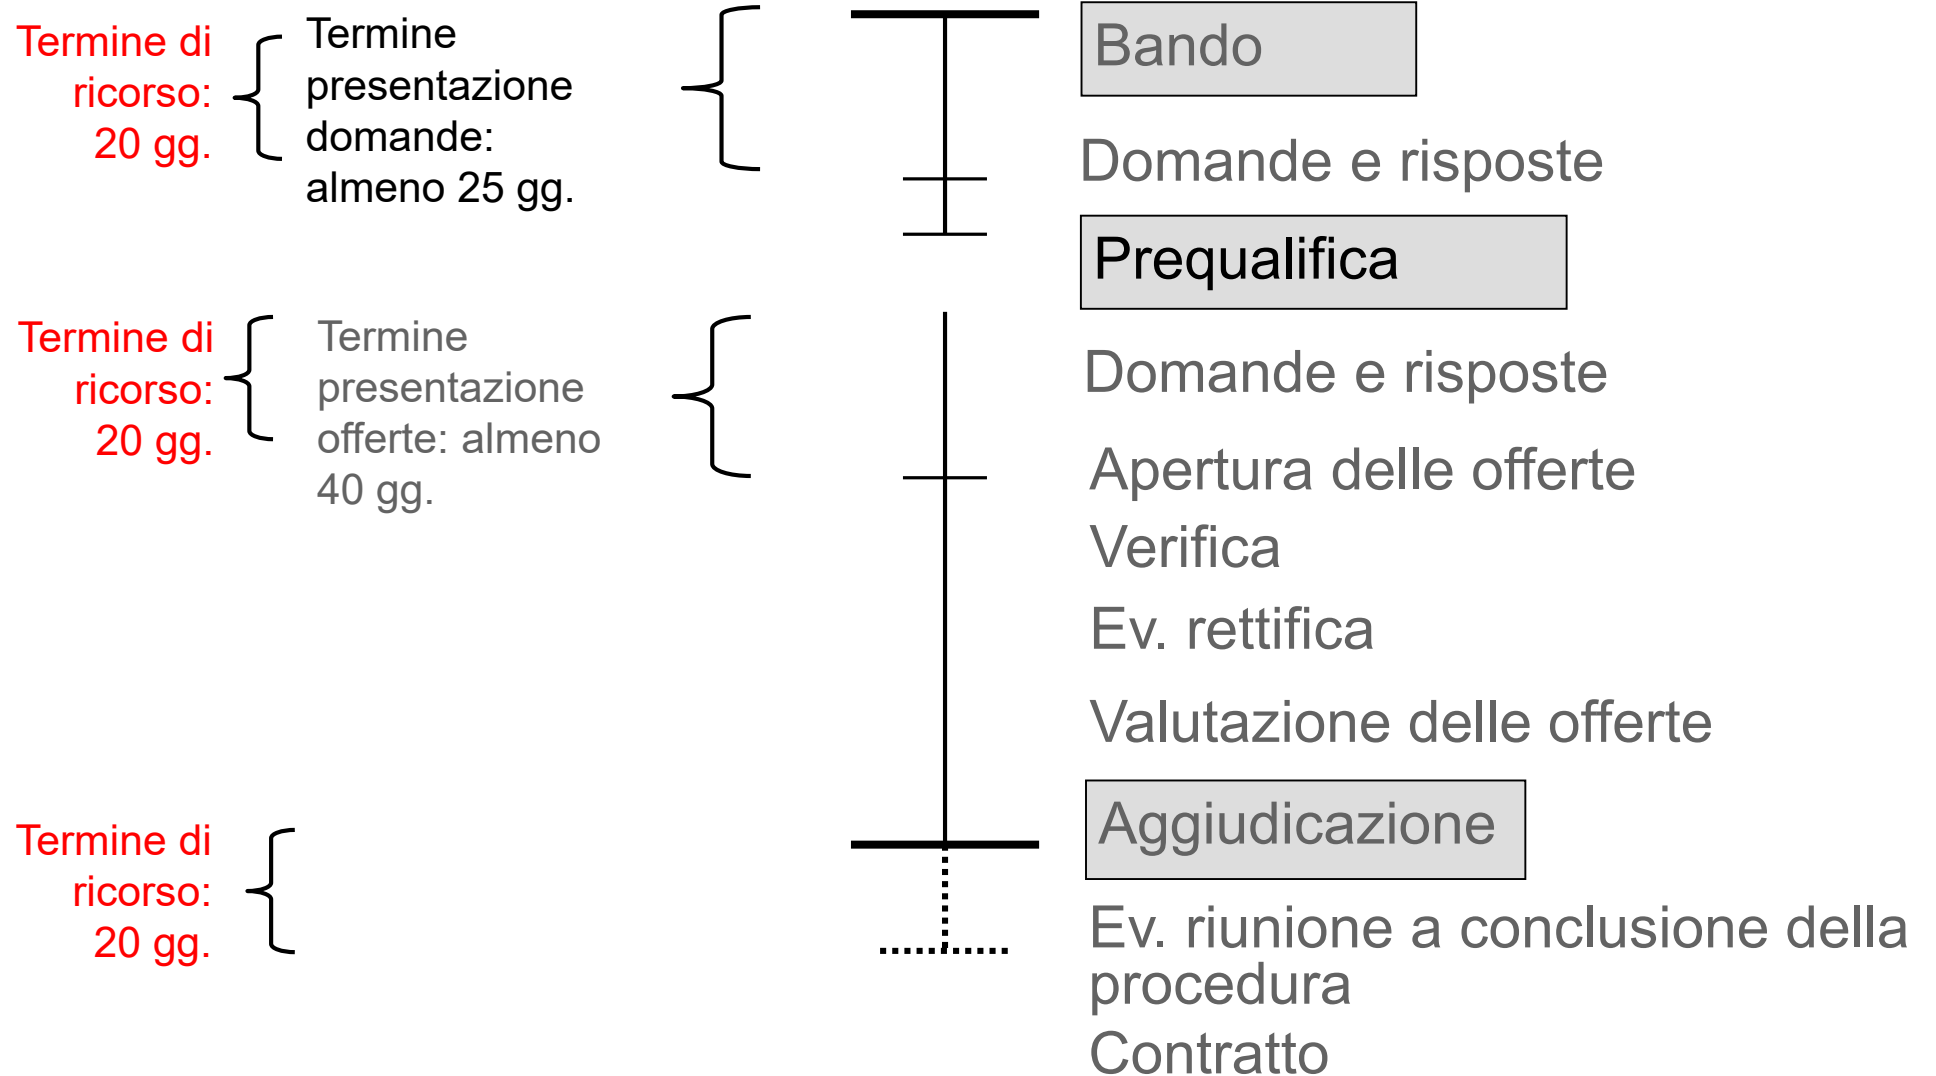 Termine di
ricorso:
20 gg.
Termine
presentazione
domande:
almeno 25 gg.
Bando
Domande e risposte
Prequalifica
Termine di
ricorso:
20 gg.
Termine
presentazione
offerte: almeno
40 gg.
Domande e risposte
Apertura delle offerte
Verifica
Ev. rettifica
Valutazione delle offerte
Aggiudicazione
Termine di
ricorso:
20 gg.
Ev. riunione a conclusione della
procedura
Contratto